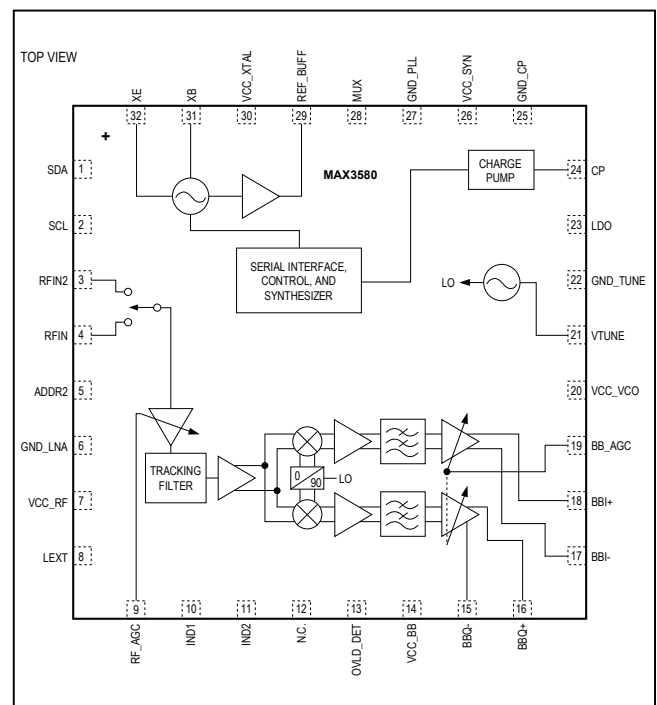 TOP VIEW
XE
XB
VCC_XTAL
REF_BUFF
MUX
GND_PLL
VCC_SYN
GND_CP
32
31
30
29
28
27
26
25
+
MAX3580
CHARGE
PUMP
SDA
1
SCL
2
RFIN2
3
RFIN
4
ADDR2
5
GND_LNA
6
VCC_RF
7
LEXT
8
24
CP
23
LDO
22
GND_TUNE
21
VTUNE
20
VCC_VCO
19
BB_AGC
18
BBI+
17
BBI-
SERIAL INTERFACE,
CONTROL, AND
SYNTHESIZER
LO
TRACKING
FILTER
0
90
LO
9
10
11
12
13
14
15
16
RF_AGC
IND1
IND2
N.C.
OVLD_DET
VCC_BB
BBQ-
BBQ+